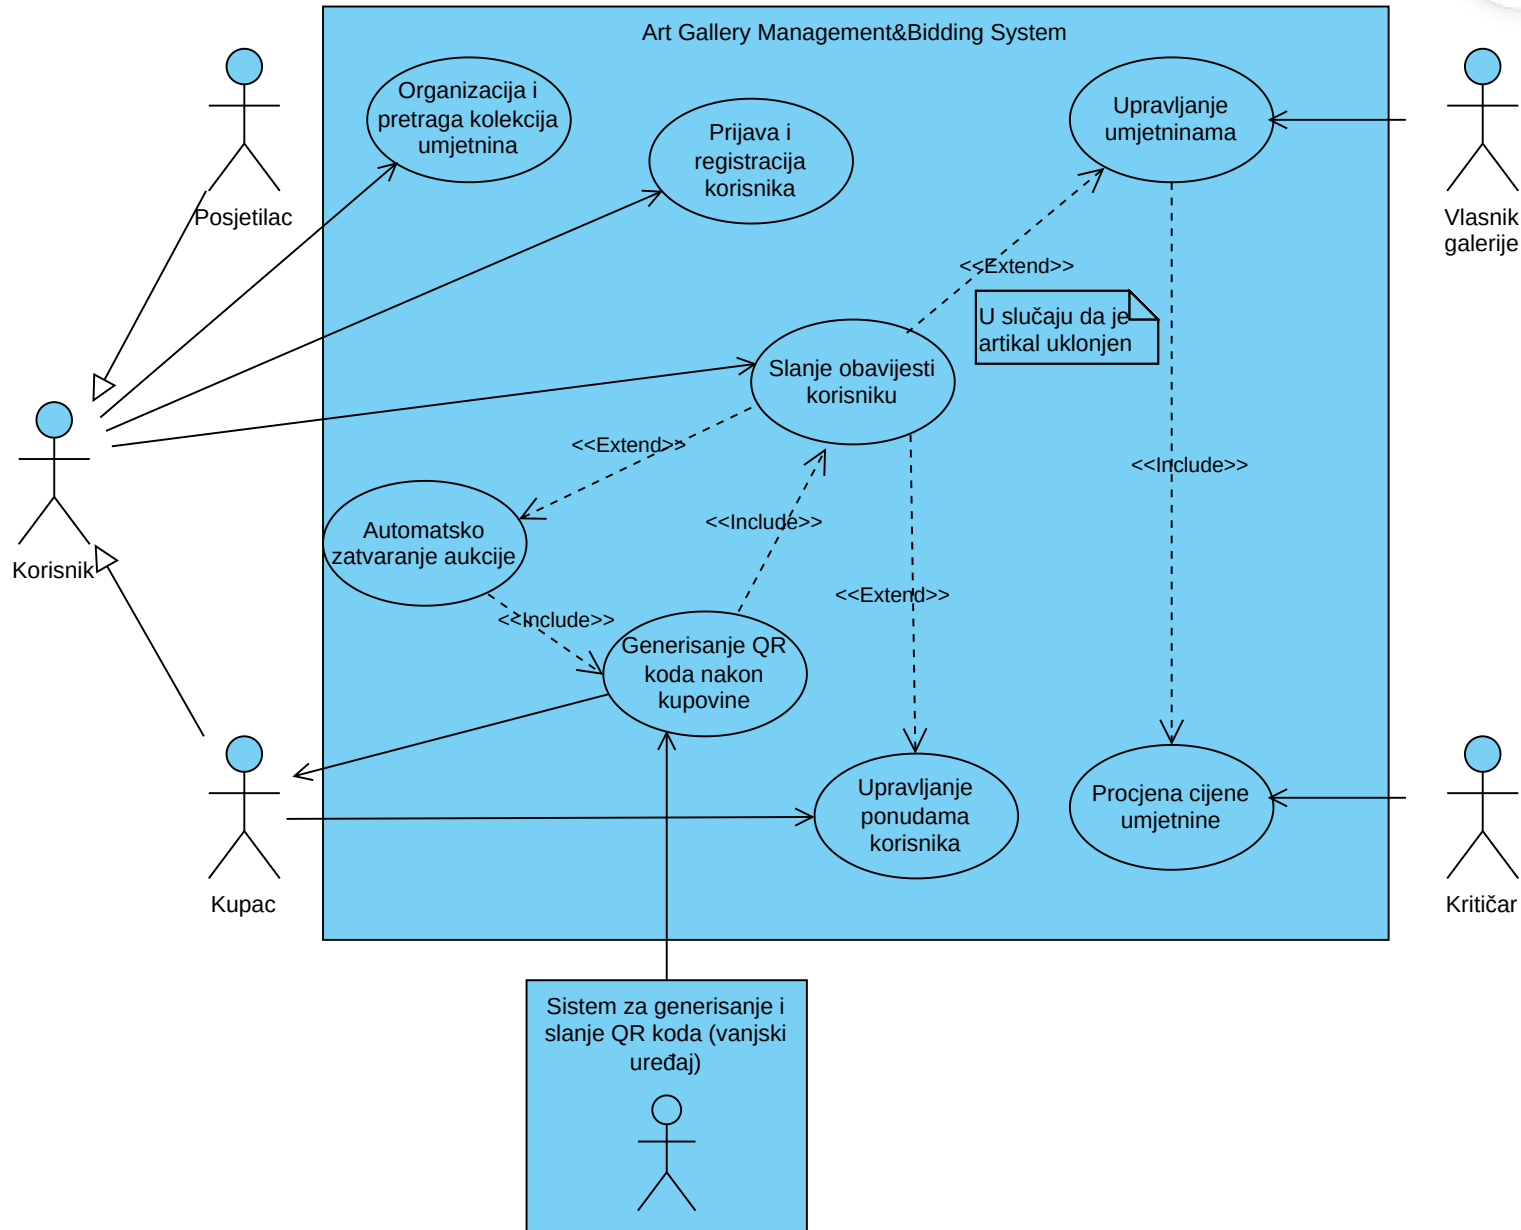 Art Gallery Management&Bidding System
Organizacija i
pretraga kolekcija
umjetnina
Prijava i
registracija
korisnika
Upravljanje
umjetninama
Posjetilac
Vlasnik
galerije
<<Extend>>
U slučaju da je
artikal uklonjen
Slanje obavijesti
korisniku
<<Extend>>
<<Include>>
<<Include>>
Automatsko
zatvaranje aukcije
Korisnik
<<Extend>>
<<Include>>
Generisanje QR
koda nakon
kupovine
Upravljanje
ponudama
korisnika
Procjena cijene
umjetnine
Kupac
Kritičar
Sistem za generisanje i
slanje QR koda (vanjski
uređaj)